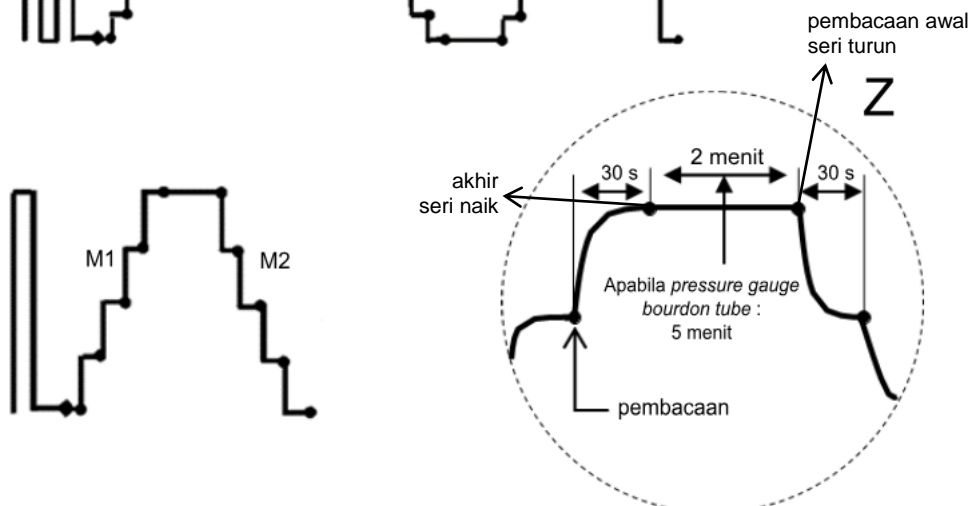 pembacaan awal
seri turun
Z
2 menit
30 s
30 s
akhir
seri naik
M1
M2
Apabila pressure gauge
bourdon tube :
5 menit
pembacaan